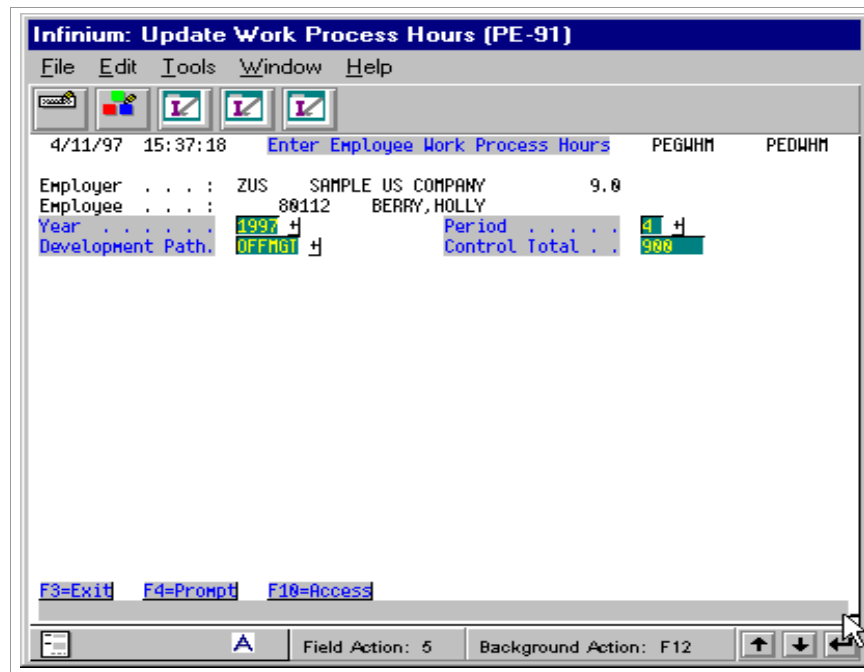 Infinium: Update Work Process Hours (PE-91)
File Edit Tools Window Help
4/11/97 15:37:18 Enter Employee Work Process Hours PEGWHM PEDWHM
Employer . . . : ZUS SAMPLE US COMPANY 9.0
Employee . . . : 80112 BERRY,HOLLY
Year . . . . . . 1997 + Period . . . . . 4 +
Development Path. OFFMGT + Control Total . . 900
F3=Exit F4=Prompt F10=Access
A Field Action: 5 Background Action: F12